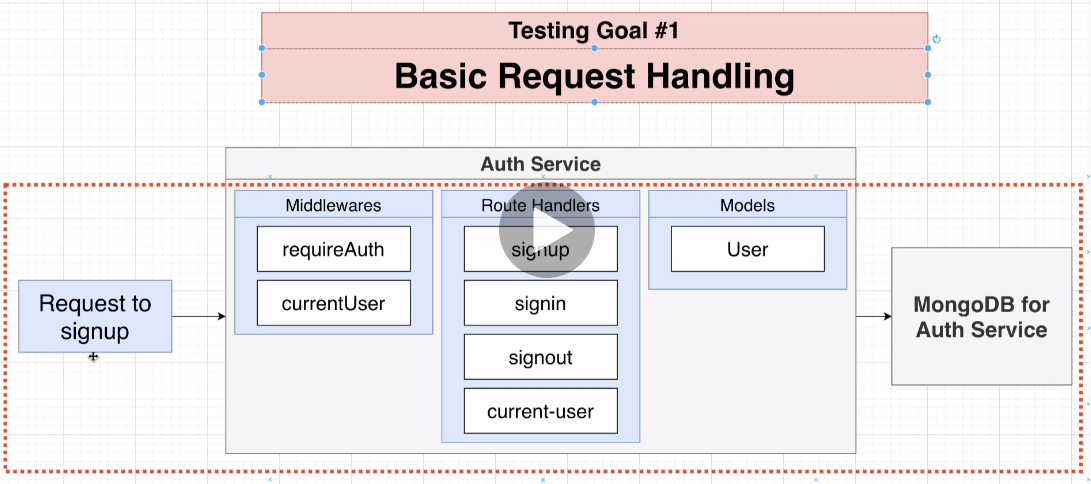 Testing Goal #1
Basic Request Handling
Auth Service
Middlewares
requireAuth
currentUser
Route Handlers
signup
signin
signout
current-user
Models
User
Request to
signup
MongoDB for
Auth Service